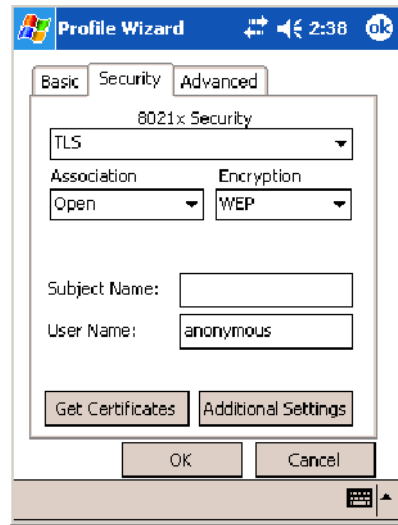 Profile Wizard 2:38 ok
Basic Security Advanced
8021x Security
TLS
Association Encryption
Open WEP
Subject Name:
User Name: anonymous
Get Certificates Additional Settings
OK Cancel